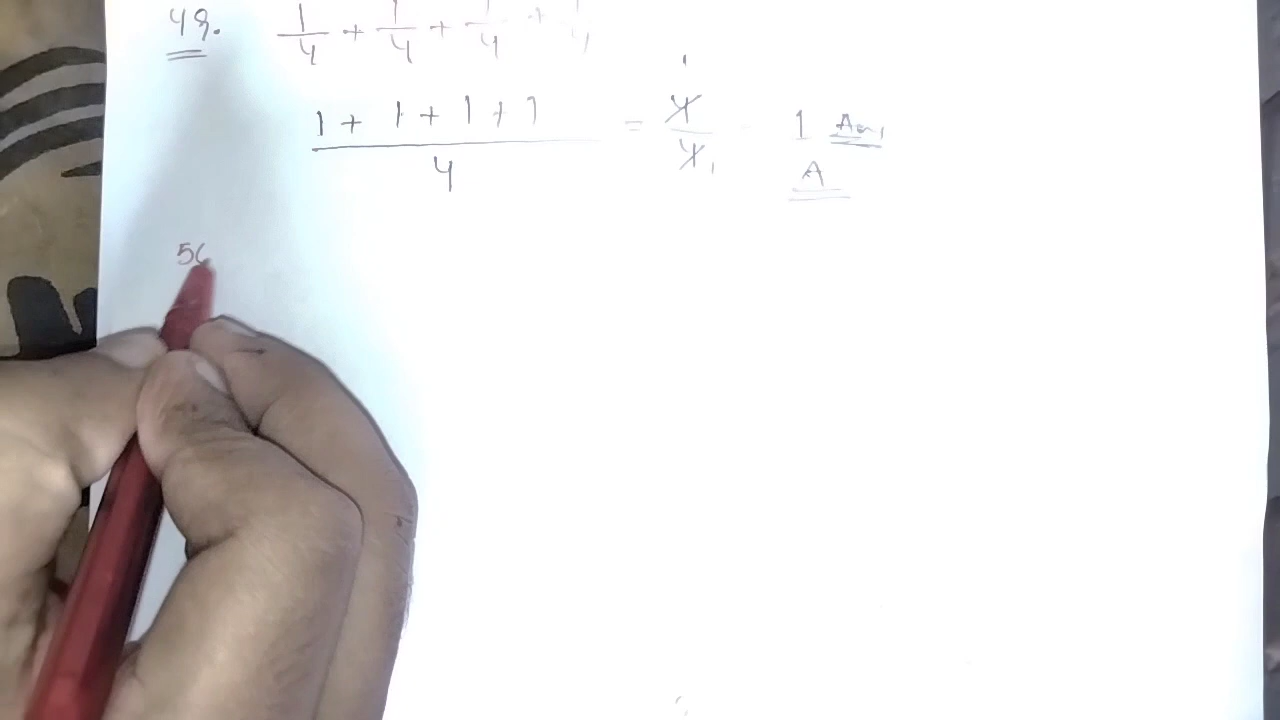 49. 1/4 + 1/4 + 1/4 + 1/4
1 + 1 + 1 + 1 / 4 = 4/4 1 Ans
A
50